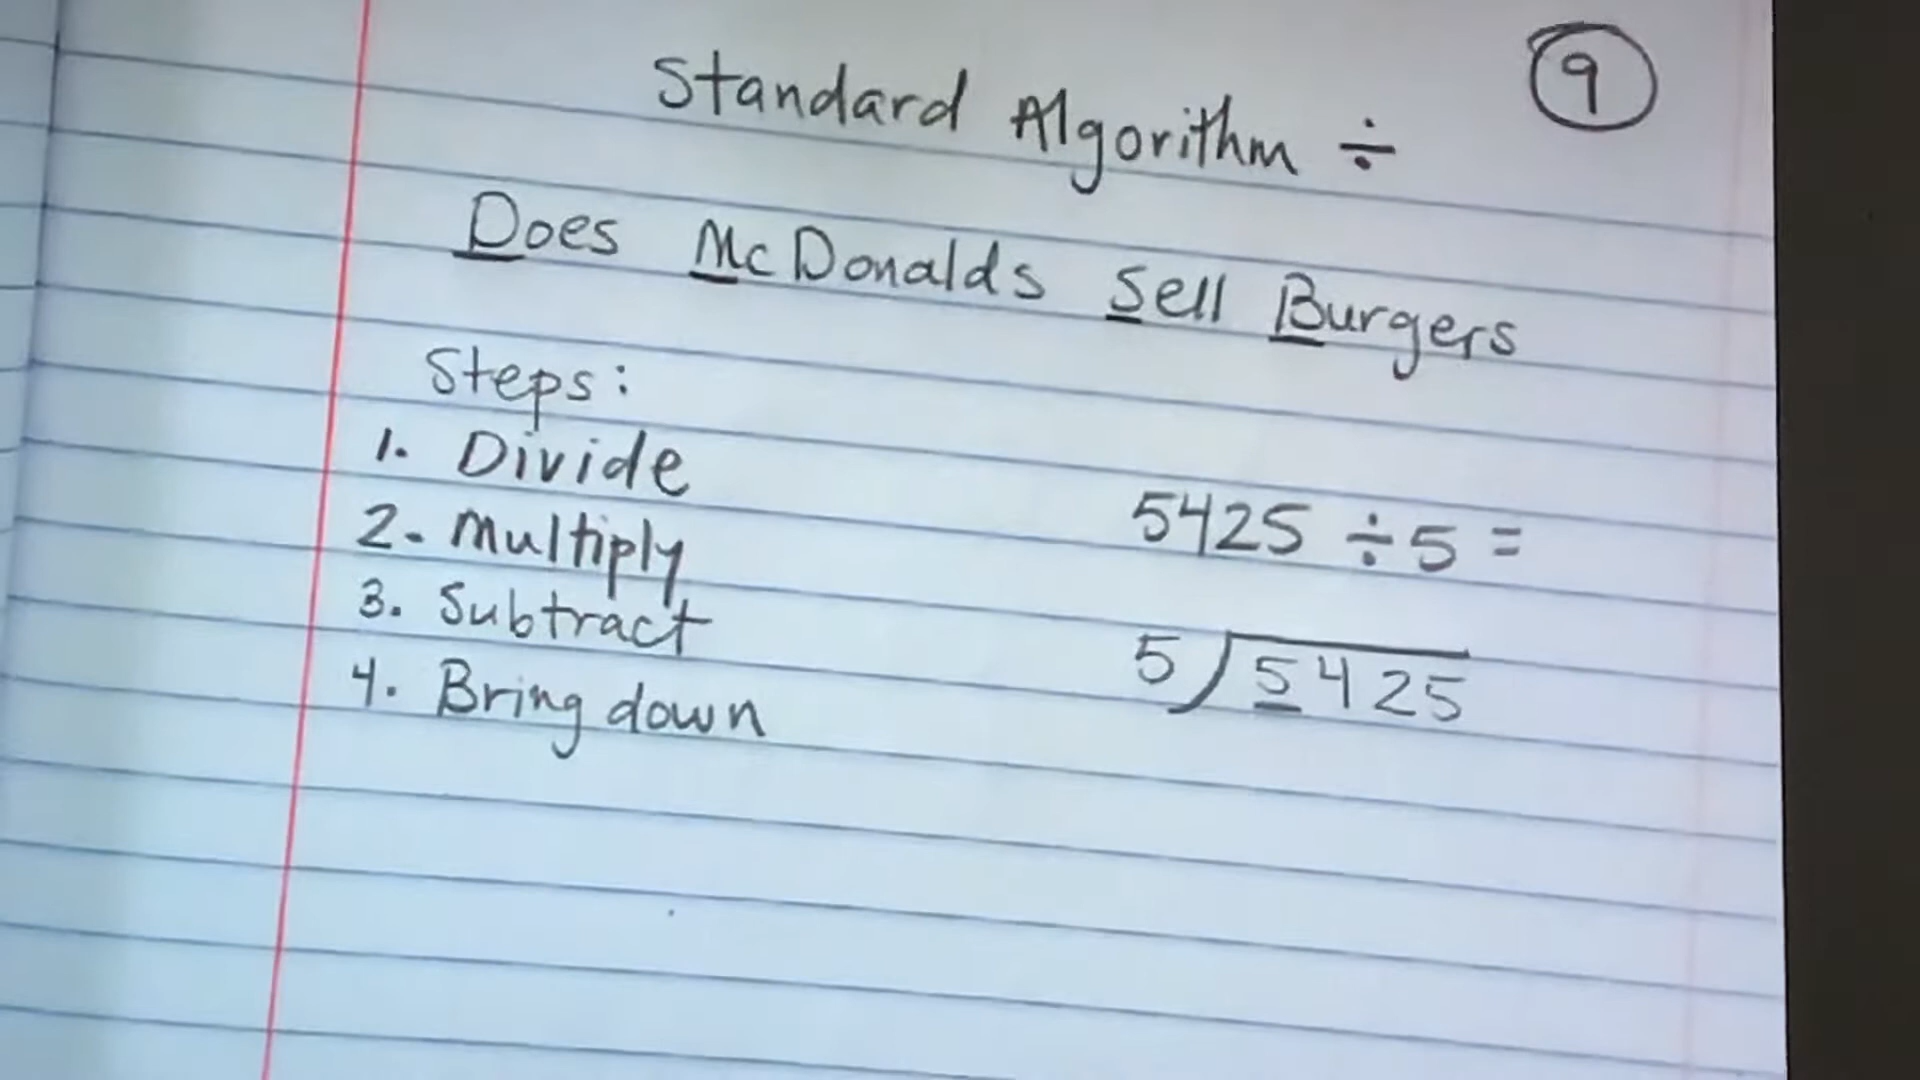 Standard Algorithm ÷
9
Does McDonalds Sell Burgers
Steps:
1. Divide
2. Multiply
3. Subtract
4. Bring down
5425 ÷ 5 =
5 5425